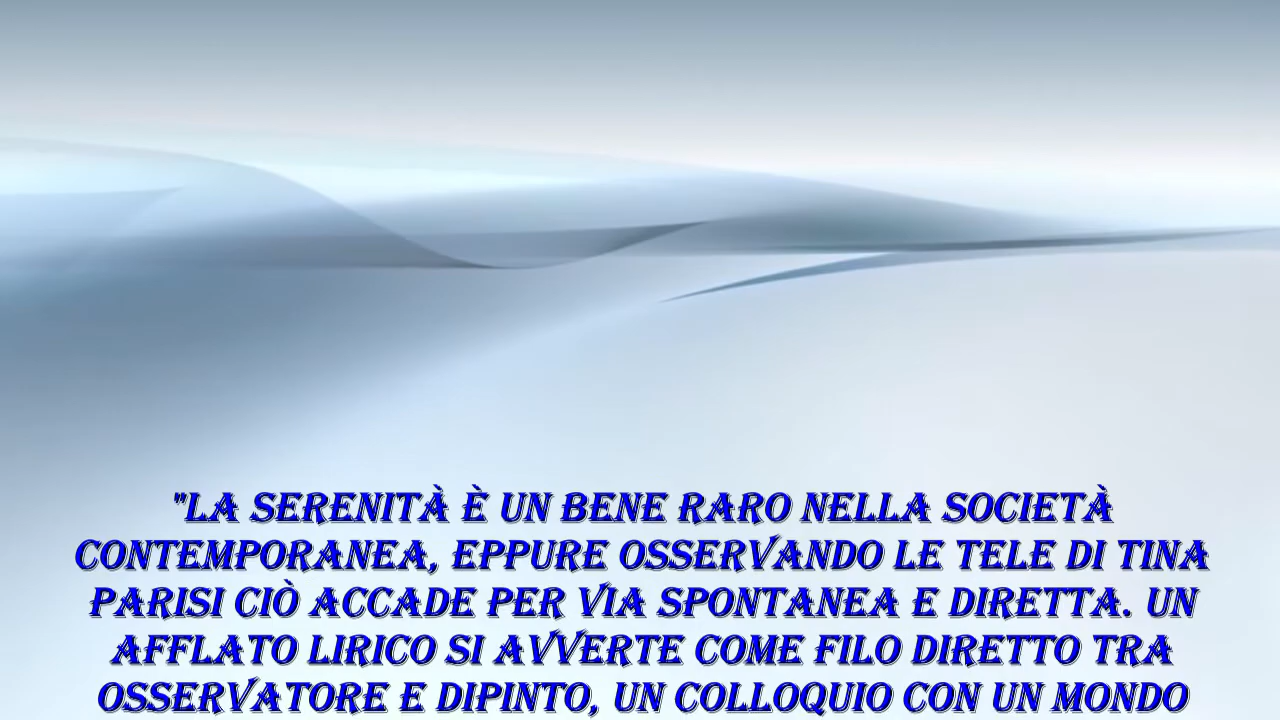 "LA SERENITÀ È UN BENE RARO NELLA SOCIETÀ
CONTEMPORANEA, EPPURE OSSERVANDO LE TELE DI TINA
PARISI CIÒ ACCADE PER VIA SPONTANEA E DIRETTA. UN
AFFLATO LIRICO SI AVVERTE COME FILO DIRETTO TRA
OSSERVATORE E DIPINTO, UN COLLOQUIO CON UN MONDO